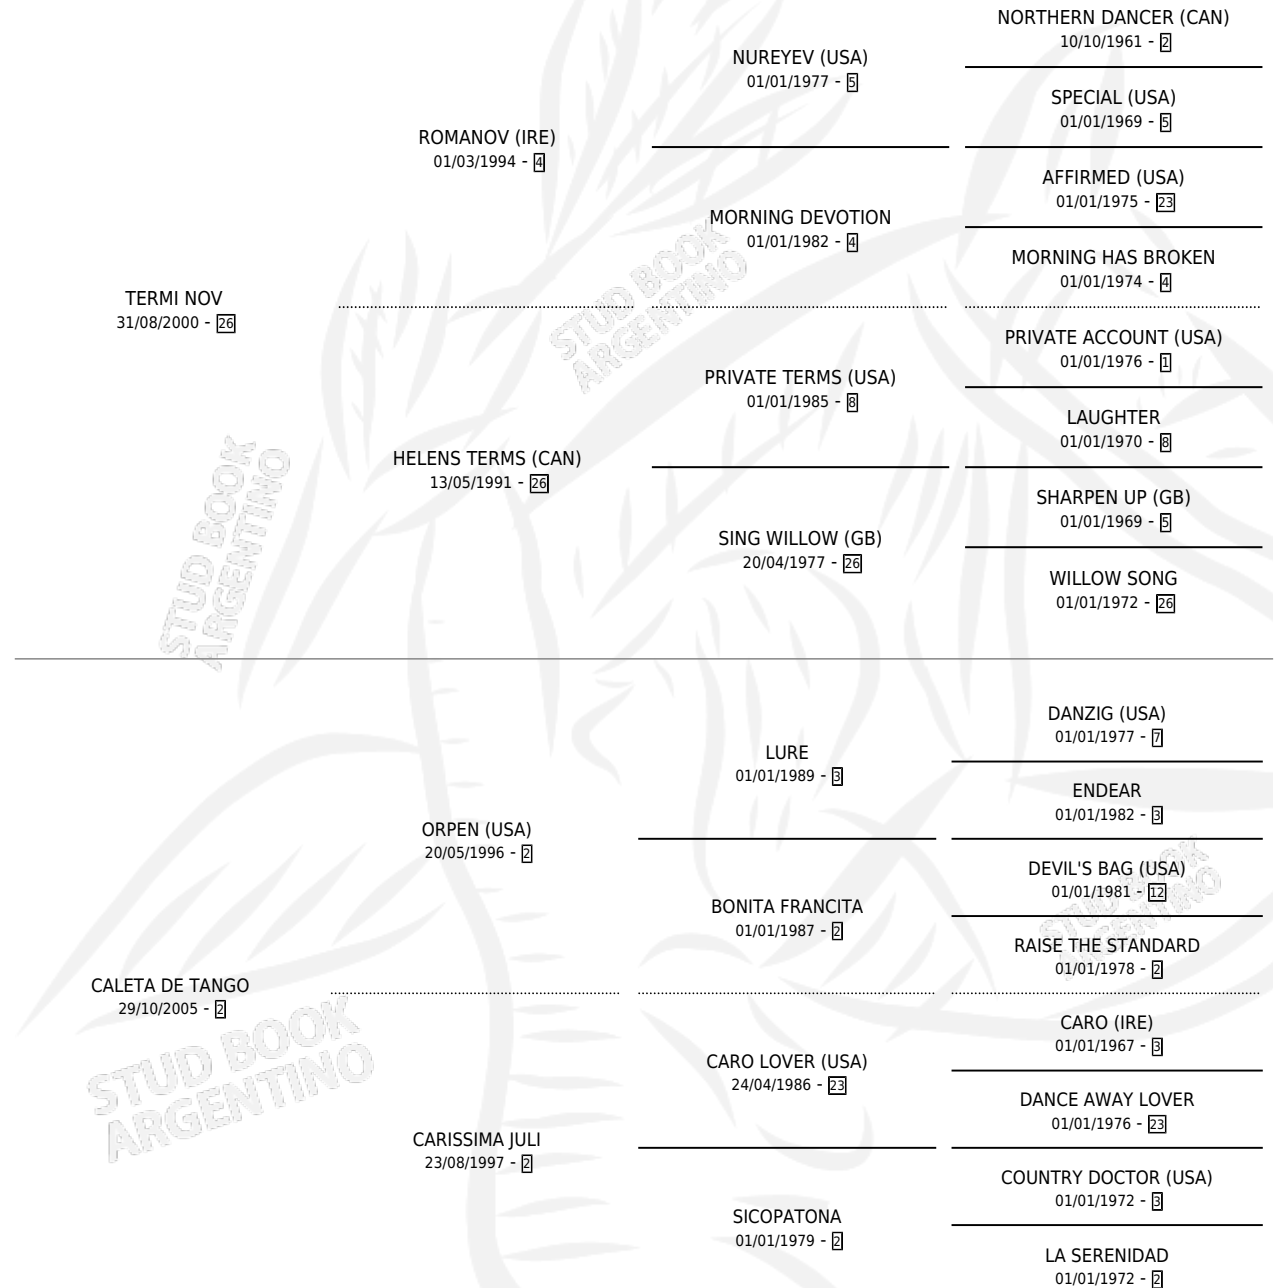 NORTHERN DANCER (CAN)
10/10/1961 - 2
NUREYEV (USA)
01/01/1977 - 5
SPECIAL (USA)
01/01/1969 - 5
ROMANOV (IRE)
01/03/1994 - 4
AFFIRMED (USA)
01/01/1975 - 23
MORNING DEVOTION
01/01/1982 - 4
MORNING HAS BROKEN
01/01/1974 - 4
TERMI NOV
31/08/2000 - 26
PRIVATE ACCOUNT (USA)
01/01/1976 - 1
PRIVATE TERMS (USA)
01/01/1985 - 8
LAUGHTER
01/01/1970 - 8
HELENS TERMS (CAN)
13/05/1991 - 26
SHARPEN UP (GB)
01/01/1969 - 5
SING WILLOW (GB)
20/04/1977 - 26
WILLOW SONG
01/01/1972 - 26
DANZIG (USA)
01/01/1977 - 7
LURE
01/01/1989 - 3
ENDEAR
01/01/1982 - 3
ORPEN (USA)
20/05/1996 - 2
DEVIL'S BAG (USA)
01/01/1981 - 12
BONITA FRANCITA
01/01/1987 - 2
RAISE THE STANDARD
01/01/1978 - 2
CALETA DE TANGO
29/10/2005 - 2
CARO (IRE)
01/01/1967 - 3
CARO LOVER (USA)
24/04/1986 - 23
DANCE AWAY LOVER
01/01/1976 - 23
CARISSIMA JULI
23/08/1997 - 2
COUNTRY DOCTOR (USA)
01/01/1972 - 3
SICOPATONA
01/01/1979 - 2
LA SERENIDAD
01/01/1972 - 2
STUD BOOK
ARGENTINO
STUD BOOK
ARGENTINO
STUD BOOK
ARGENTINO
STUD BOOK
ARGENTINO